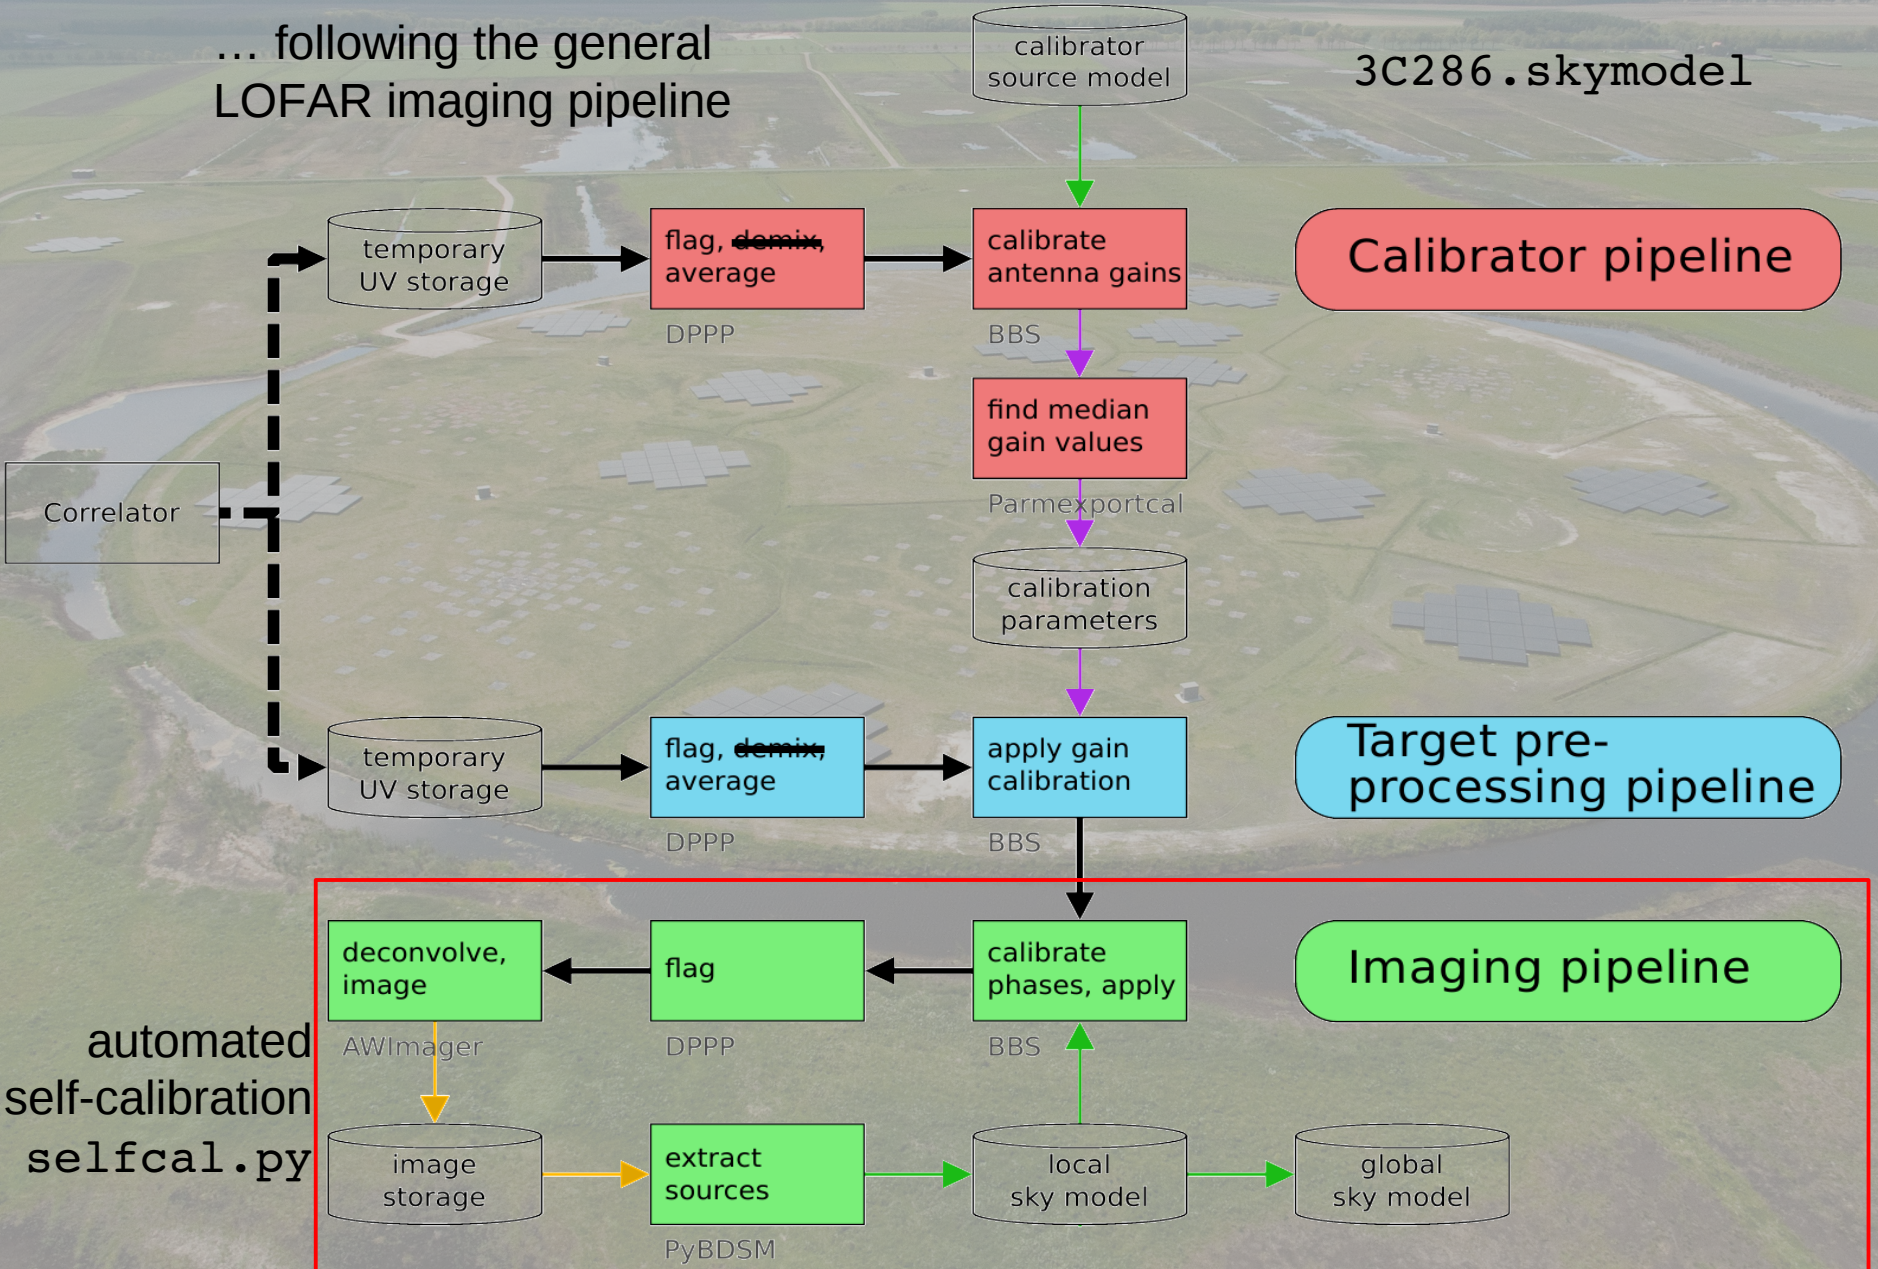 … following the general
LOFAR imaging pipeline
calibrator
source model
3C286.skymodel
temporary
UV storage
flag, demix,
average
DPPP
calibrate
antenna gains
BBS
Calibrator pipeline
find median
gain values
Parmexportcal
Correlator
calibration
parameters
temporary
UV storage
flag, demix,
average
DPPP
apply gain
calibration
BBS
Target pre-
processing pipeline
deconvolve,
image
AWImager
flag
DPPP
calibrate
phases, apply
BBS
Imaging pipeline
automated
self-calibration
selfcal.py
image
storage
extract
sources
PyBDSM
local
sky model
global
sky model